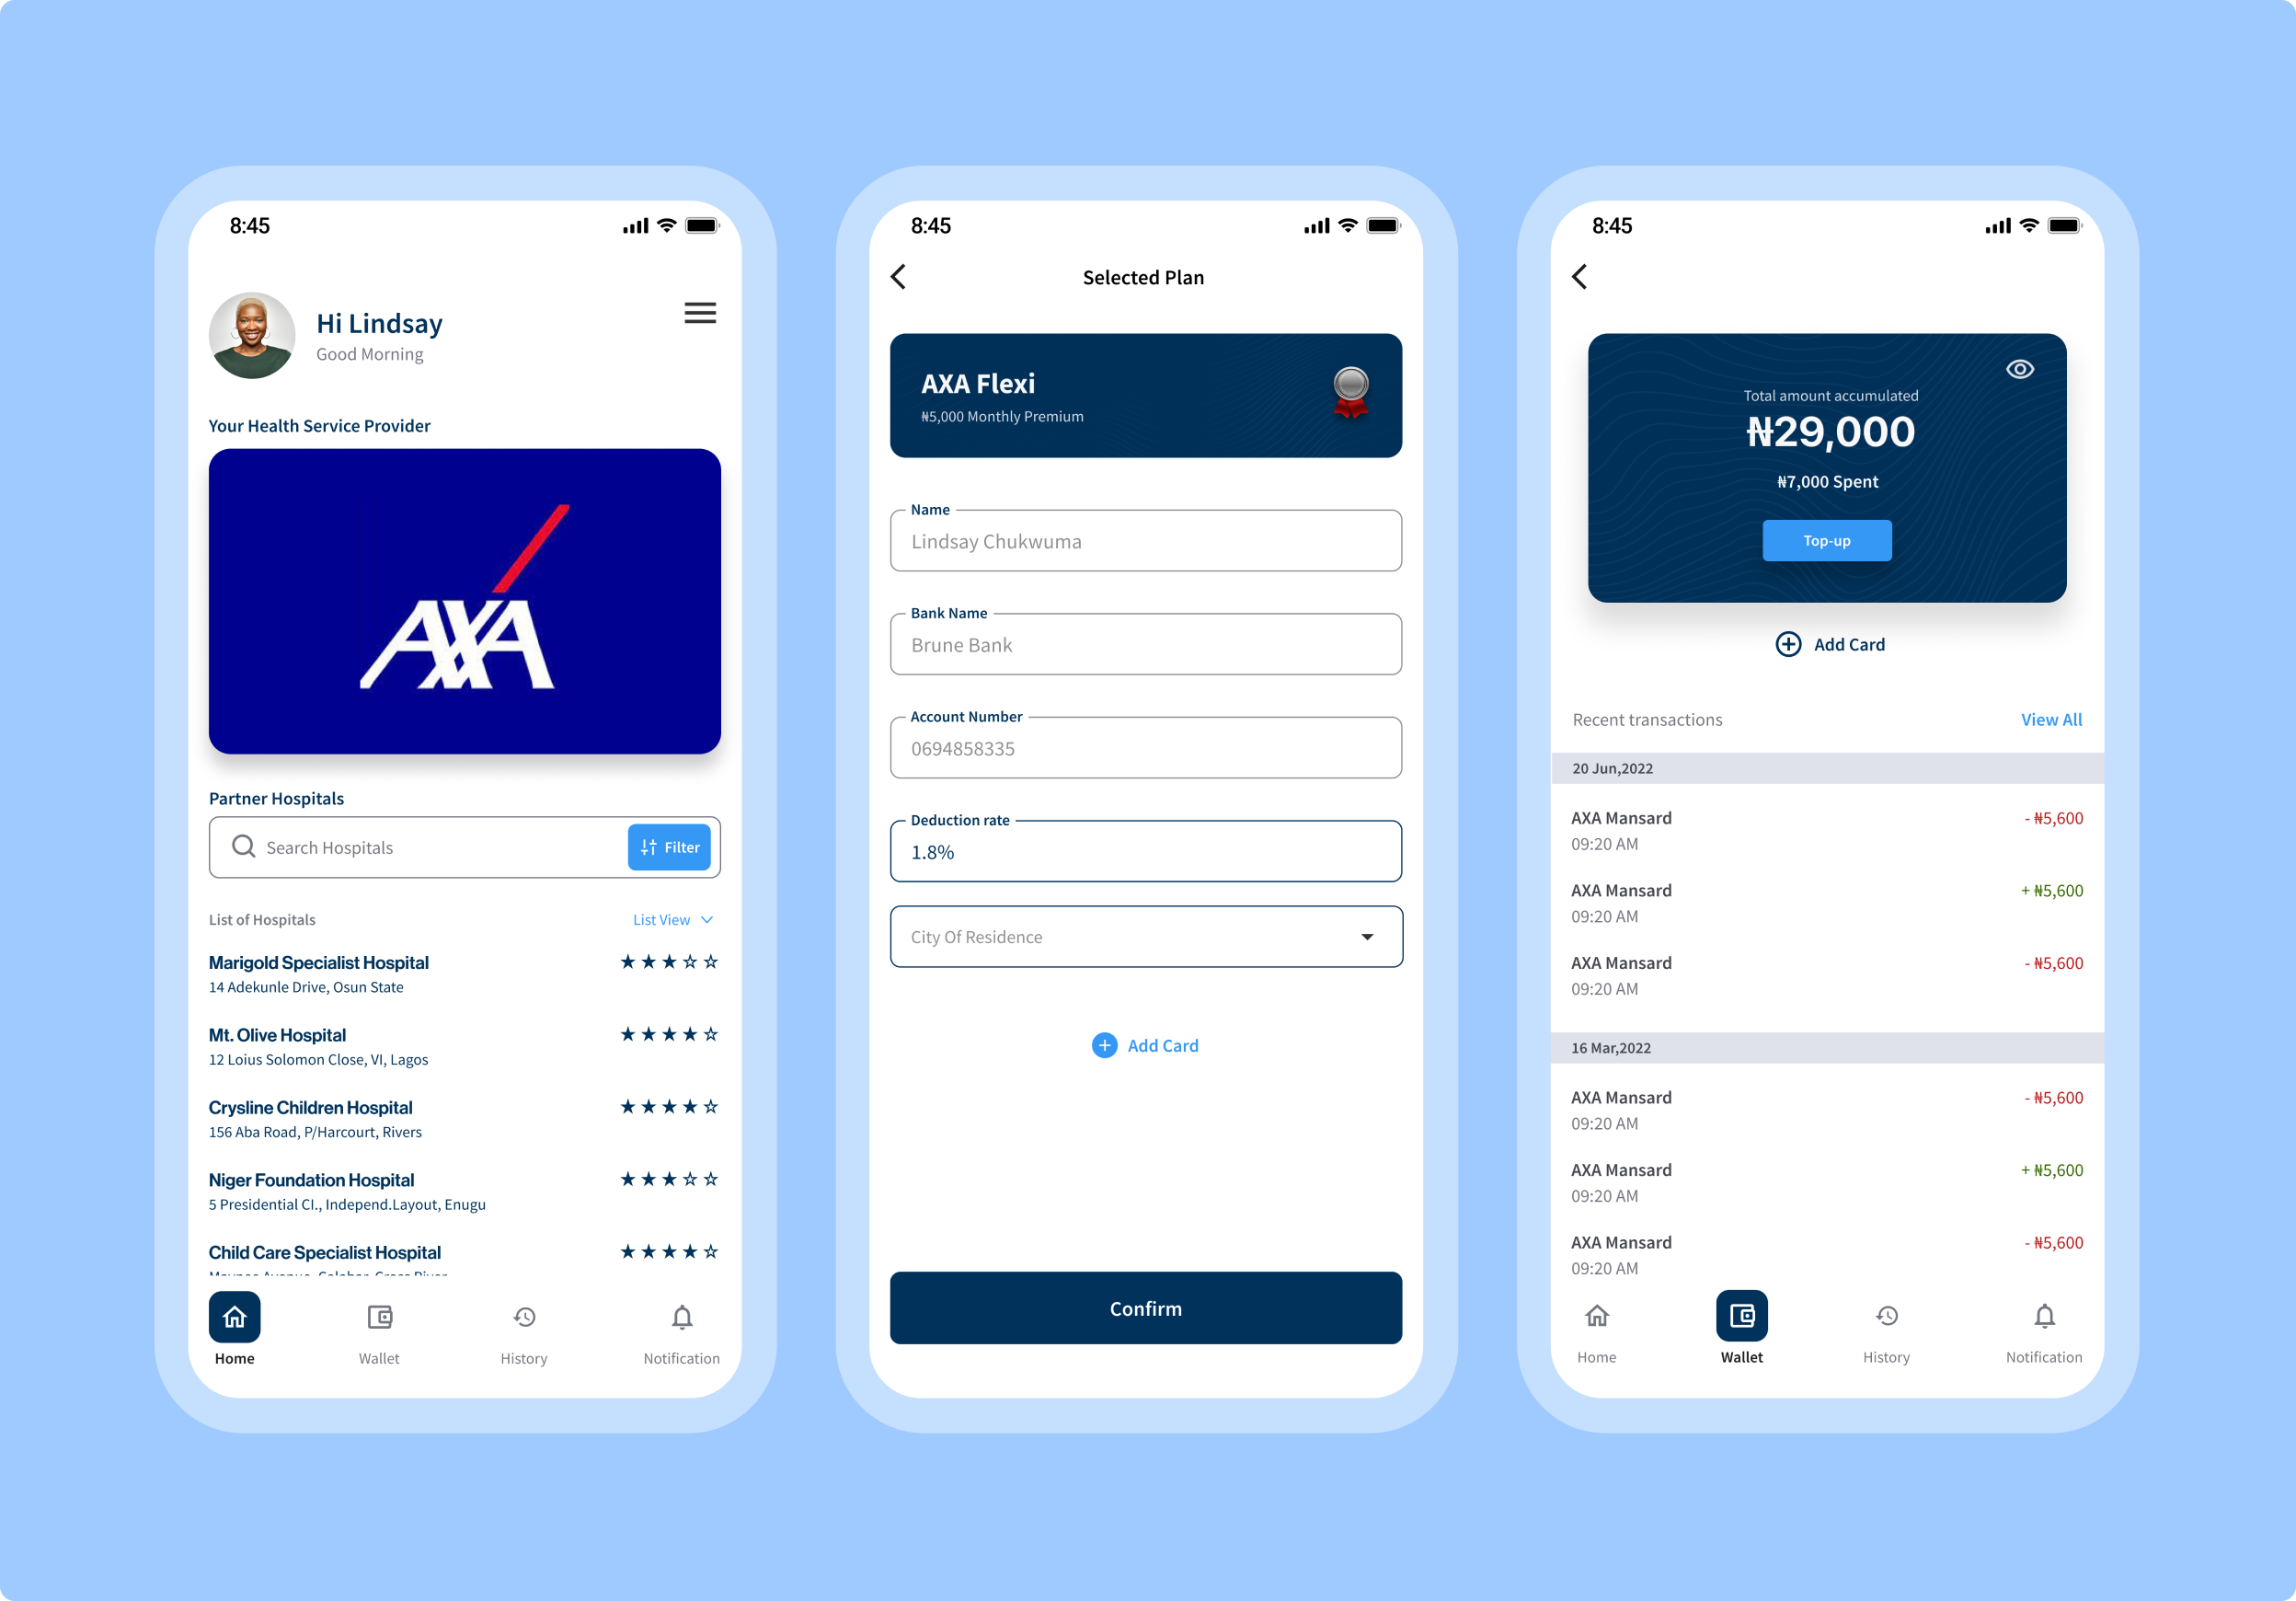 8:45
Hi Lindsay
Good Morning
Your Health Service Provider
AXA
Partner Hospitals
Search Hospitals
Filter
List of Hospitals
List View
Marigold Specialist Hospital
14 Adekunle Drive, Osun State
Mt. Olive Hospital
12 Loius Solomon Close, VI, Lagos
Crysline Children Hospital
156 Aba Road, P/Harcourt, Rivers
Niger Foundation Hospital
5 Presidential CI., Independ.Layout, Enugu
Child Care Specialist Hospital
Home
Wallet
History
Notification
8:45
Selected Plan
AXA Flexi
₦5,000 Monthly Premium
Name
Lindsay Chukwuma
Bank Name
Brune Bank
Account Number
0694858335
Deduction rate
1.8%
City Of Residence
Add Card
Confirm
8:45
Total amount accumulated
₦29,000
₦7,000 Spent
Top-up
Add Card
Recent transactions
View All
20 Jun,2022
AXA Mansard
- ₦5,600
09:20 AM
AXA Mansard
+ ₦5,600
09:20 AM
AXA Mansard
- ₦5,600
09:20 AM
16 Mar,2022
AXA Mansard
- ₦5,600
09:20 AM
AXA Mansard
+ ₦5,600
09:20 AM
AXA Mansard
- ₦5,600
09:20 AM
Home
Wallet
History
Notification